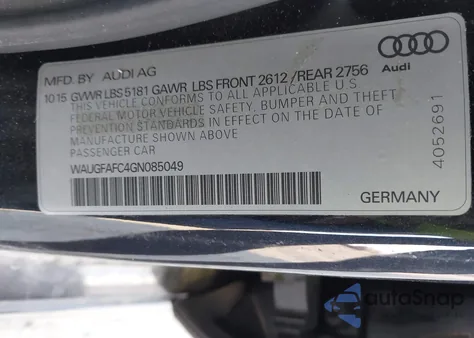 MFD. BY AUDI AG
10 15 GVWR LBS 5181 GAWR LBS FRONT 2612 / REAR 2756
THIS VEHICLE CONFORMS TO ALL APPLICABLE U.S
FEDERAL MOTOR VEHICLE SAFETY, BUMPER AND THEFT
PREVENTION STANDARDS IN EFFECT ON THE DATE OF
MANUFACTURE SHOWN ABOVE
PASSENGER CAR
WAUGFAFC4GN085049
Audi
4052691
GERMANY
autoSnap